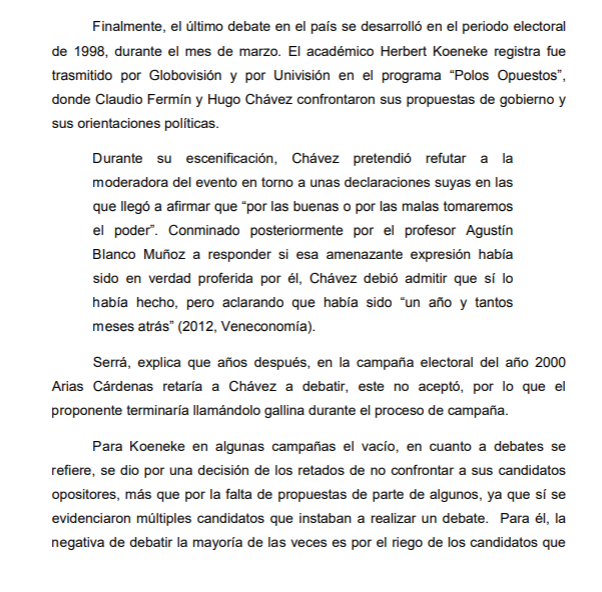 Finalmente, el último debate en el país se desarrolló en el periodo electoral
de 1998, durante el mes de marzo. El académico Herbert Koeneke registra fue
trasmitido por Globovisión y por Univisión en el programa “Polos Opuestos”,
donde Claudio Fermín y Hugo Chávez confrontaron sus propuestas de gobierno y
sus orientaciones políticas.
Durante su escenificación, Chávez pretendió refutar a la
moderadora del evento en torno a unas declaraciones suyas en las
que llegó a afirmar que “por las buenas o por las malas tomaremos
el poder”. Conminado posteriormente por el profesor Agustín
Blanco Muñoz a responder si esa amenazante expresión había
sido en verdad proferida por él, Chávez debió admitir que sí lo
había hecho, pero aclarando que había sido “un año y tantos
meses atrás” (2012, Veneconomía).
Serrá, explica que años después, en la campaña electoral del año 2000
Arias Cárdenas retaría a Chávez a debatir, este no aceptó, por lo que el
proponente terminaría llamándolo gallina durante el proceso de campaña.
Para Koeneke en algunas campañas el vacío, en cuanto a debates se
refiere, se dio por una decisión de los retados de no confrontar a sus candidatos
opositores, más que por la falta de propuestas de parte de algunos, ya que sí se
evidenciaron múltiples candidatos que instaban a realizar un debate.  Para él, la
negativa de debatir la mayoría de las veces es por el riego de los candidatos que